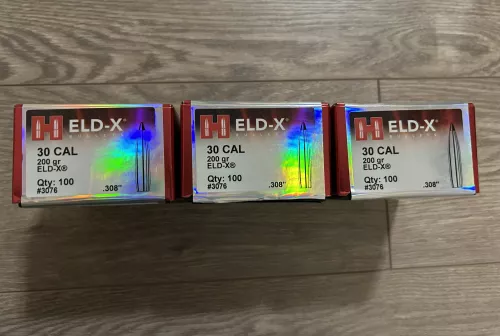 H ELD-X®
30 CAL
200 gr
ELD-X®
Qty: 100
#3076
.308"
H ELD-X®
30 CAL
200 gr
ELD-X®
Qty: 100
#3076
.308"
H ELD-X®
30 CAL
200 gr
ELD-X®
Qty: 100
#3076
.308"